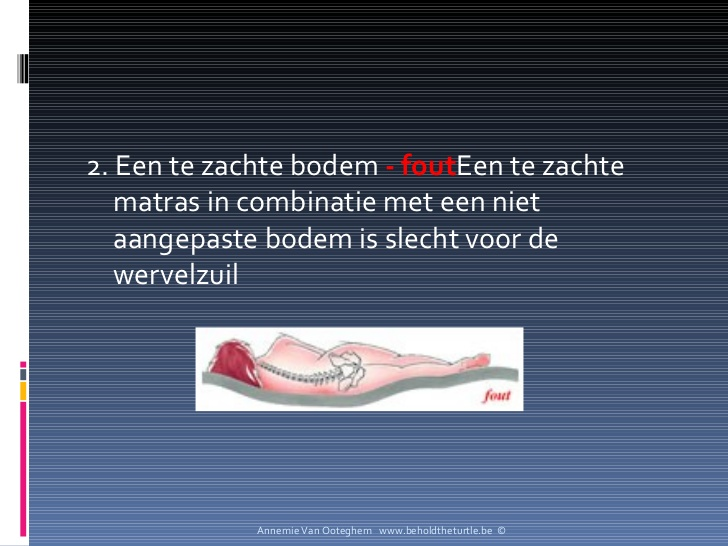 2. Een te zachte bodem - foutEen te zachte
matras in combinatie met een niet
aangepaste bodem is slecht voor de
wervelzuil
fout
Annemie Van Ooteghem www.beholdtheturtle.be ©